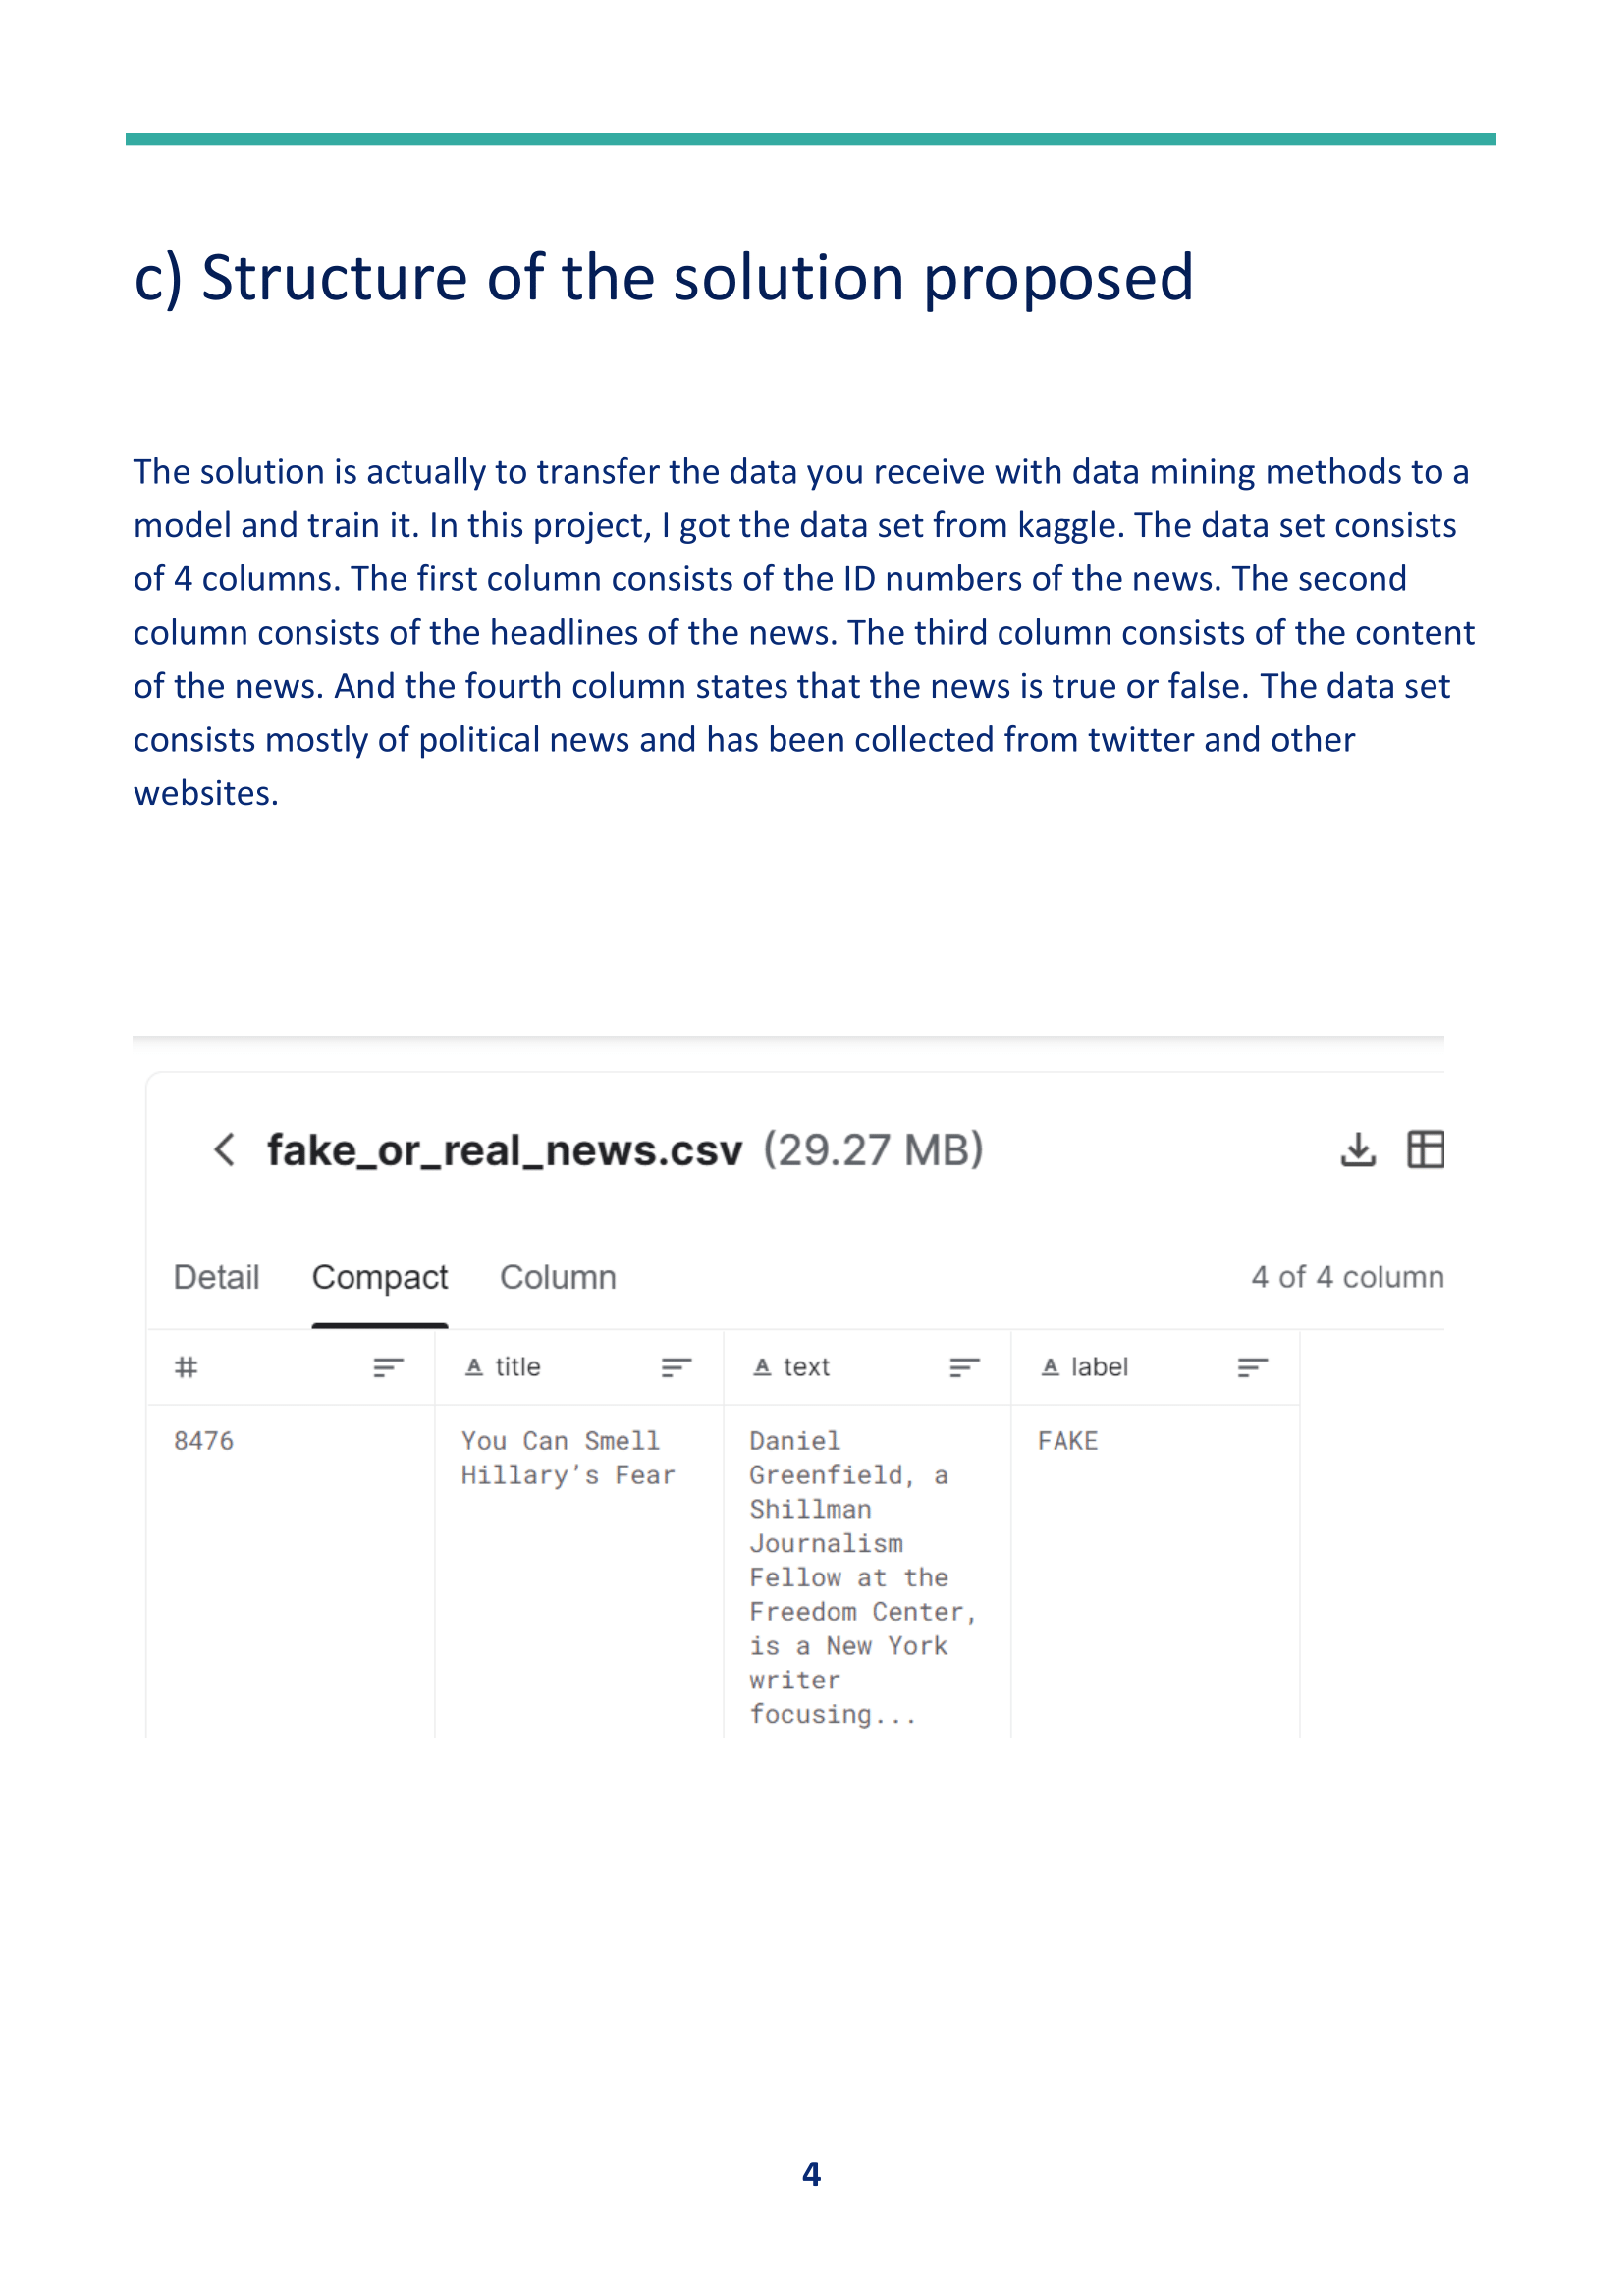 c) Structure of the solution proposed
The solution is actually to transfer the data you receive with data mining methods to a
model and train it. In this project, I got the data set from kaggle. The data set consists
of 4 columns. The first column consists of the ID numbers of the news. The second
column consists of the headlines of the news. The third column consists of the content
of the news. And the fourth column states that the news is true or false. The data set
consists mostly of political news and has been collected from twitter and other
websites.
fake_or_real_news.csv (29.27 MB)
Detail Compact Column 4 of 4 column
# A title A text A label
8476 You Can Smell Daniel FAKE
Hillary’s Fear Greenfield, a
Shillman
Journalism
Fellow at the
Freedom Center,
is a New York
writer
focusing...
4